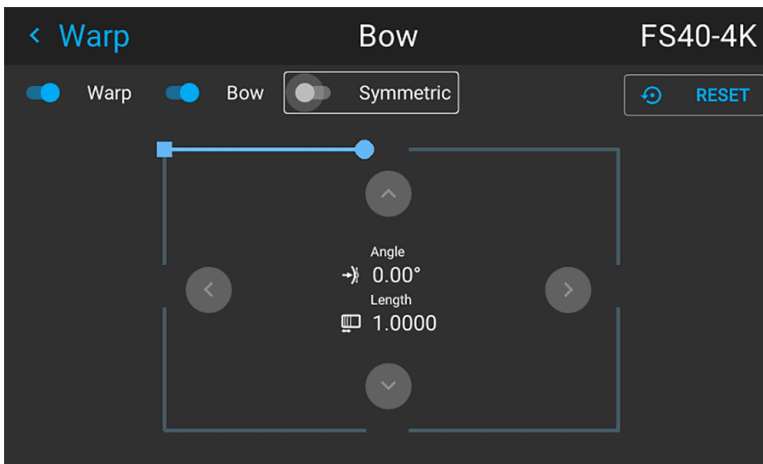 Warp Bow FS40-4K
Warp Bow Symmetric RESET
Angle
0.00°
Length
1.0000